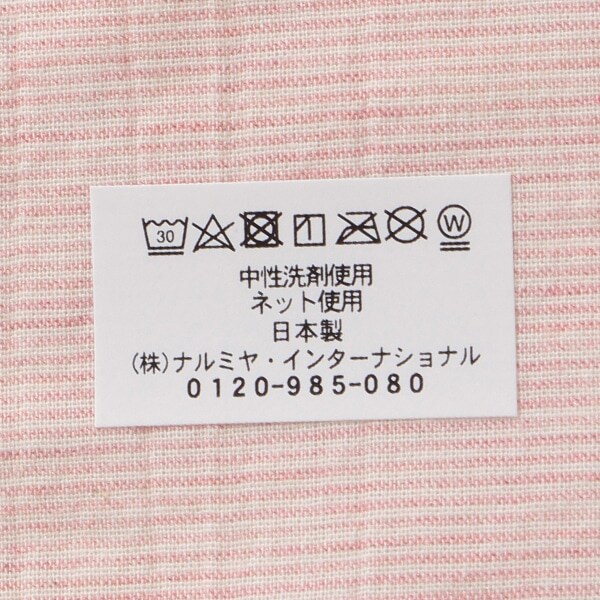 30 W
中性洗剤使用
ネット使用
日本製
(株)ナルミヤ・インターナショナル
0120-985-080